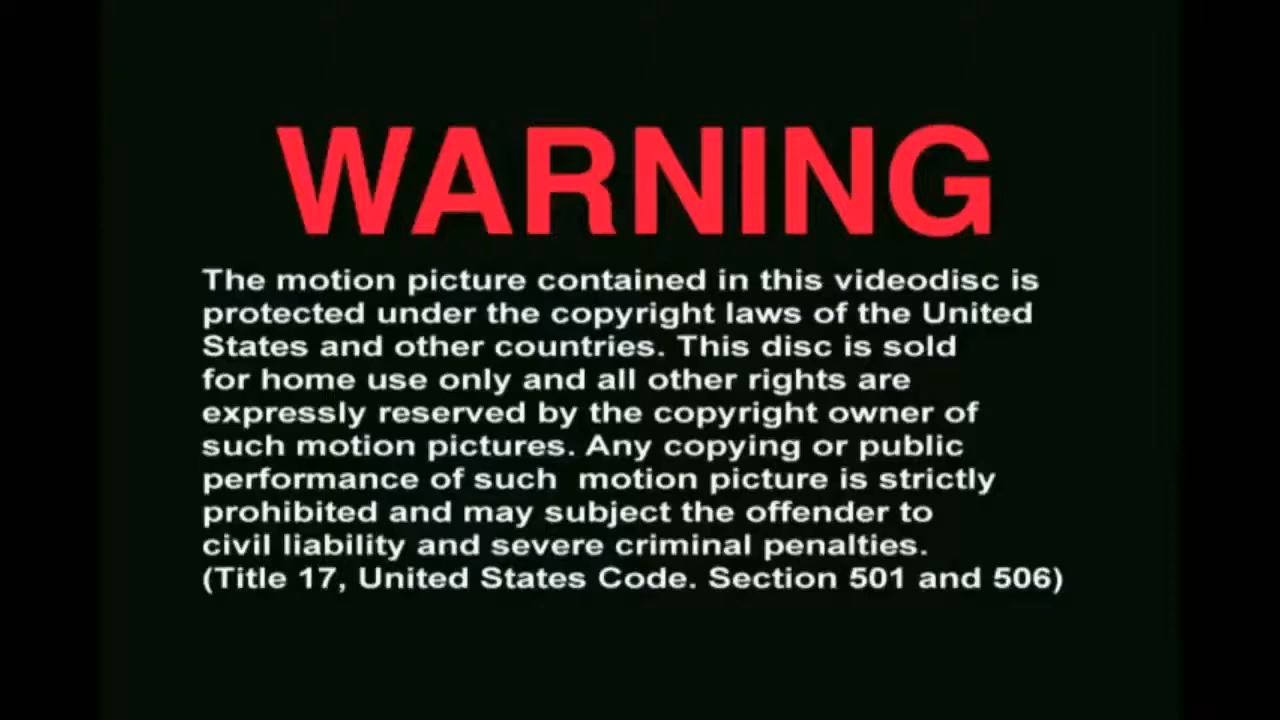 WARNING
The motion picture contained in this videodisc is
protected under the copyright laws of the United
States and other countries. This disc is sold
for home use only and all other rights are
expressly reserved by the copyright owner of
such motion pictures. Any copying or public
performance of such  motion picture is strictly
prohibited and may subject the offender to
civil liability and severe criminal penalties.
(Title 17, United States Code. Section 501 and 506)